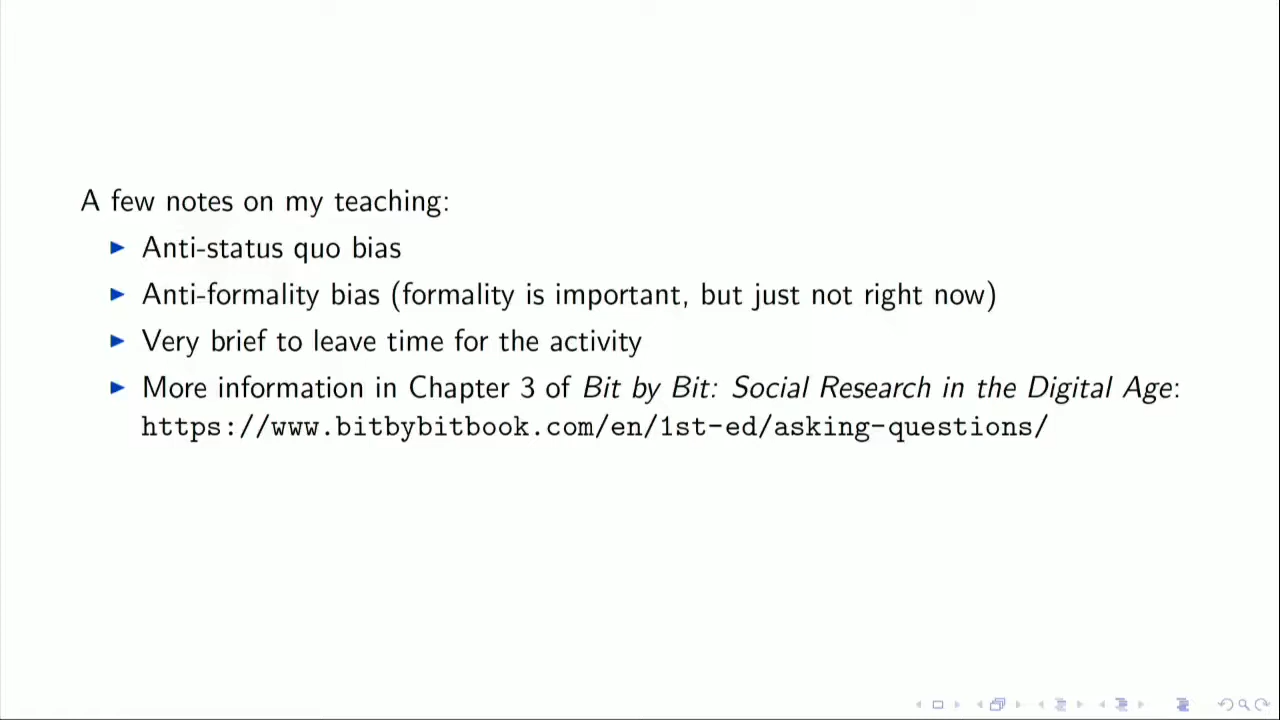 A few notes on my teaching:
▶ Anti-status quo bias
▶ Anti-formality bias (formality is important, but just not right now)
▶ Very brief to leave time for the activity
▶ More information in Chapter 3 of Bit by Bit: Social Research in the Digital Age:
https://www.bitbybitbook.com/en/1st-ed/asking-questions/